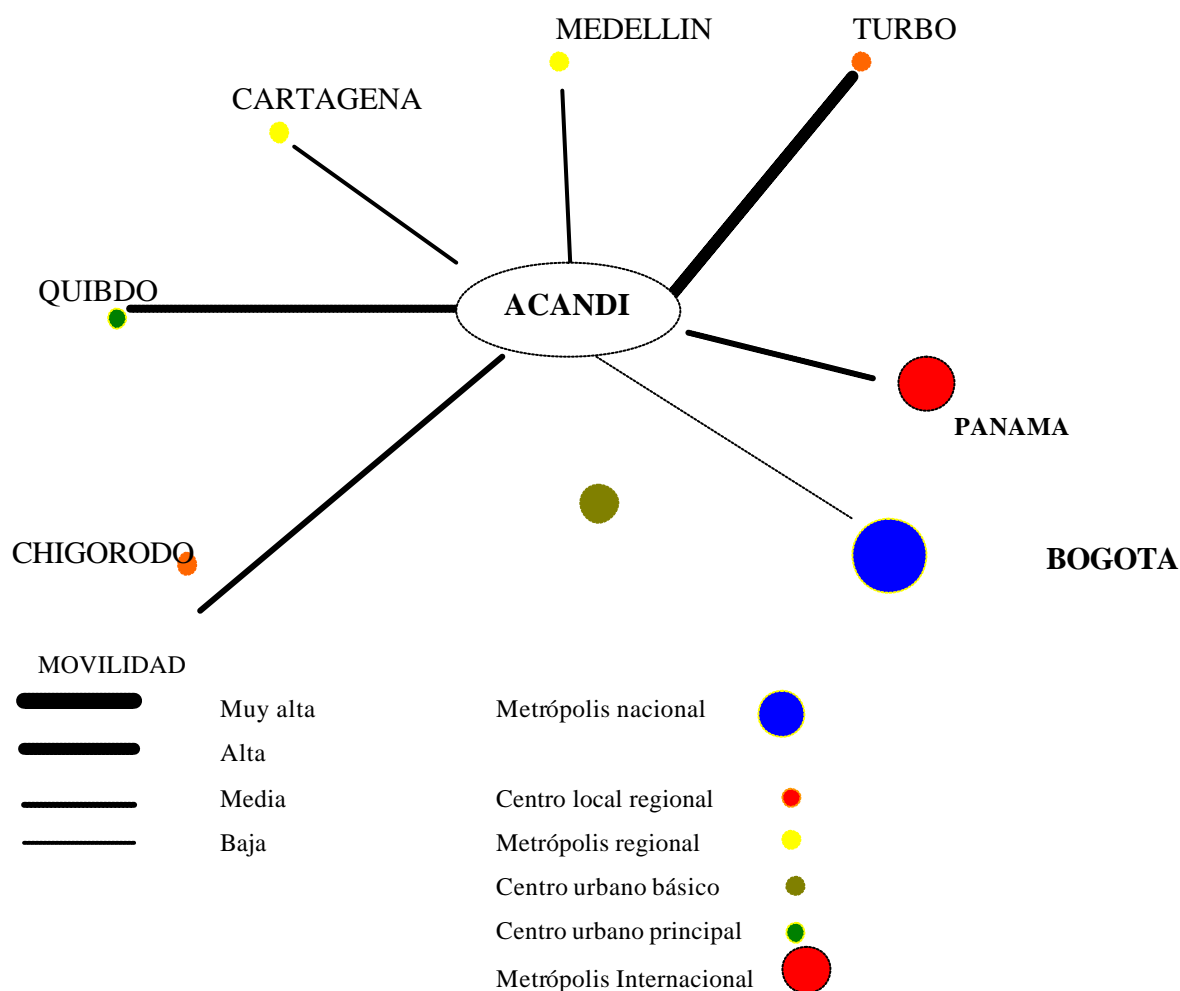 MEDELLIN
TURBO
CARTAGENA
QUIBDO
ACANDI
PANAMA
CHIGORODO
BOGOTA
MOVILIDAD
Muy alta
Alta
Media
Baja
Metrópolis nacional
Centro local regional
Metrópolis regional
Centro urbano básico
Centro urbano principal
Metrópolis Internacional